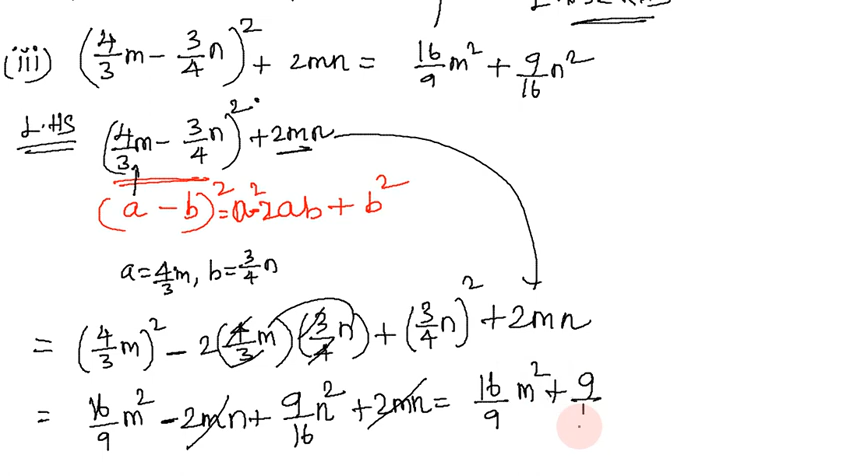 (iii) (4/3 m - 3/4 n)² + 2mn = 16/9 m² + 9/16 n²
L.HS (4/3 m - 3/4 n)² + 2mn
(a - b)² = a² - 2ab + b²
a = 4/3 m, b = 3/4 n
= (4/3 m)² - 2(4/3 m)(3/4 n) + (3/4 n)² + 2mn
= 16/9 m² - 2mn + 9/16 n² + 2mn = 16/9 m² + 9/1